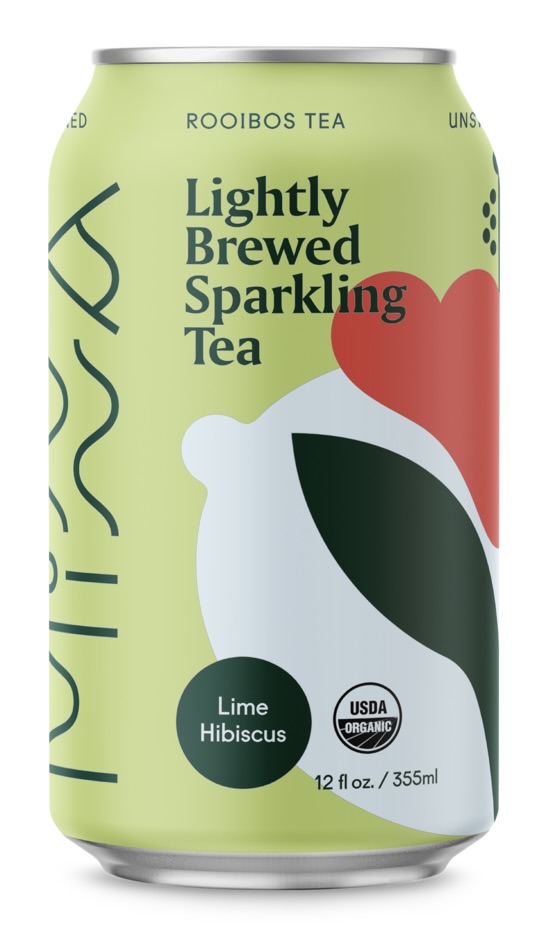 ROOIBOS TEA
Lightly
Brewed
Sparkling
Tea
Lime
Hibiscus
USDA
ORGANIC
12 fl oz. / 355ml